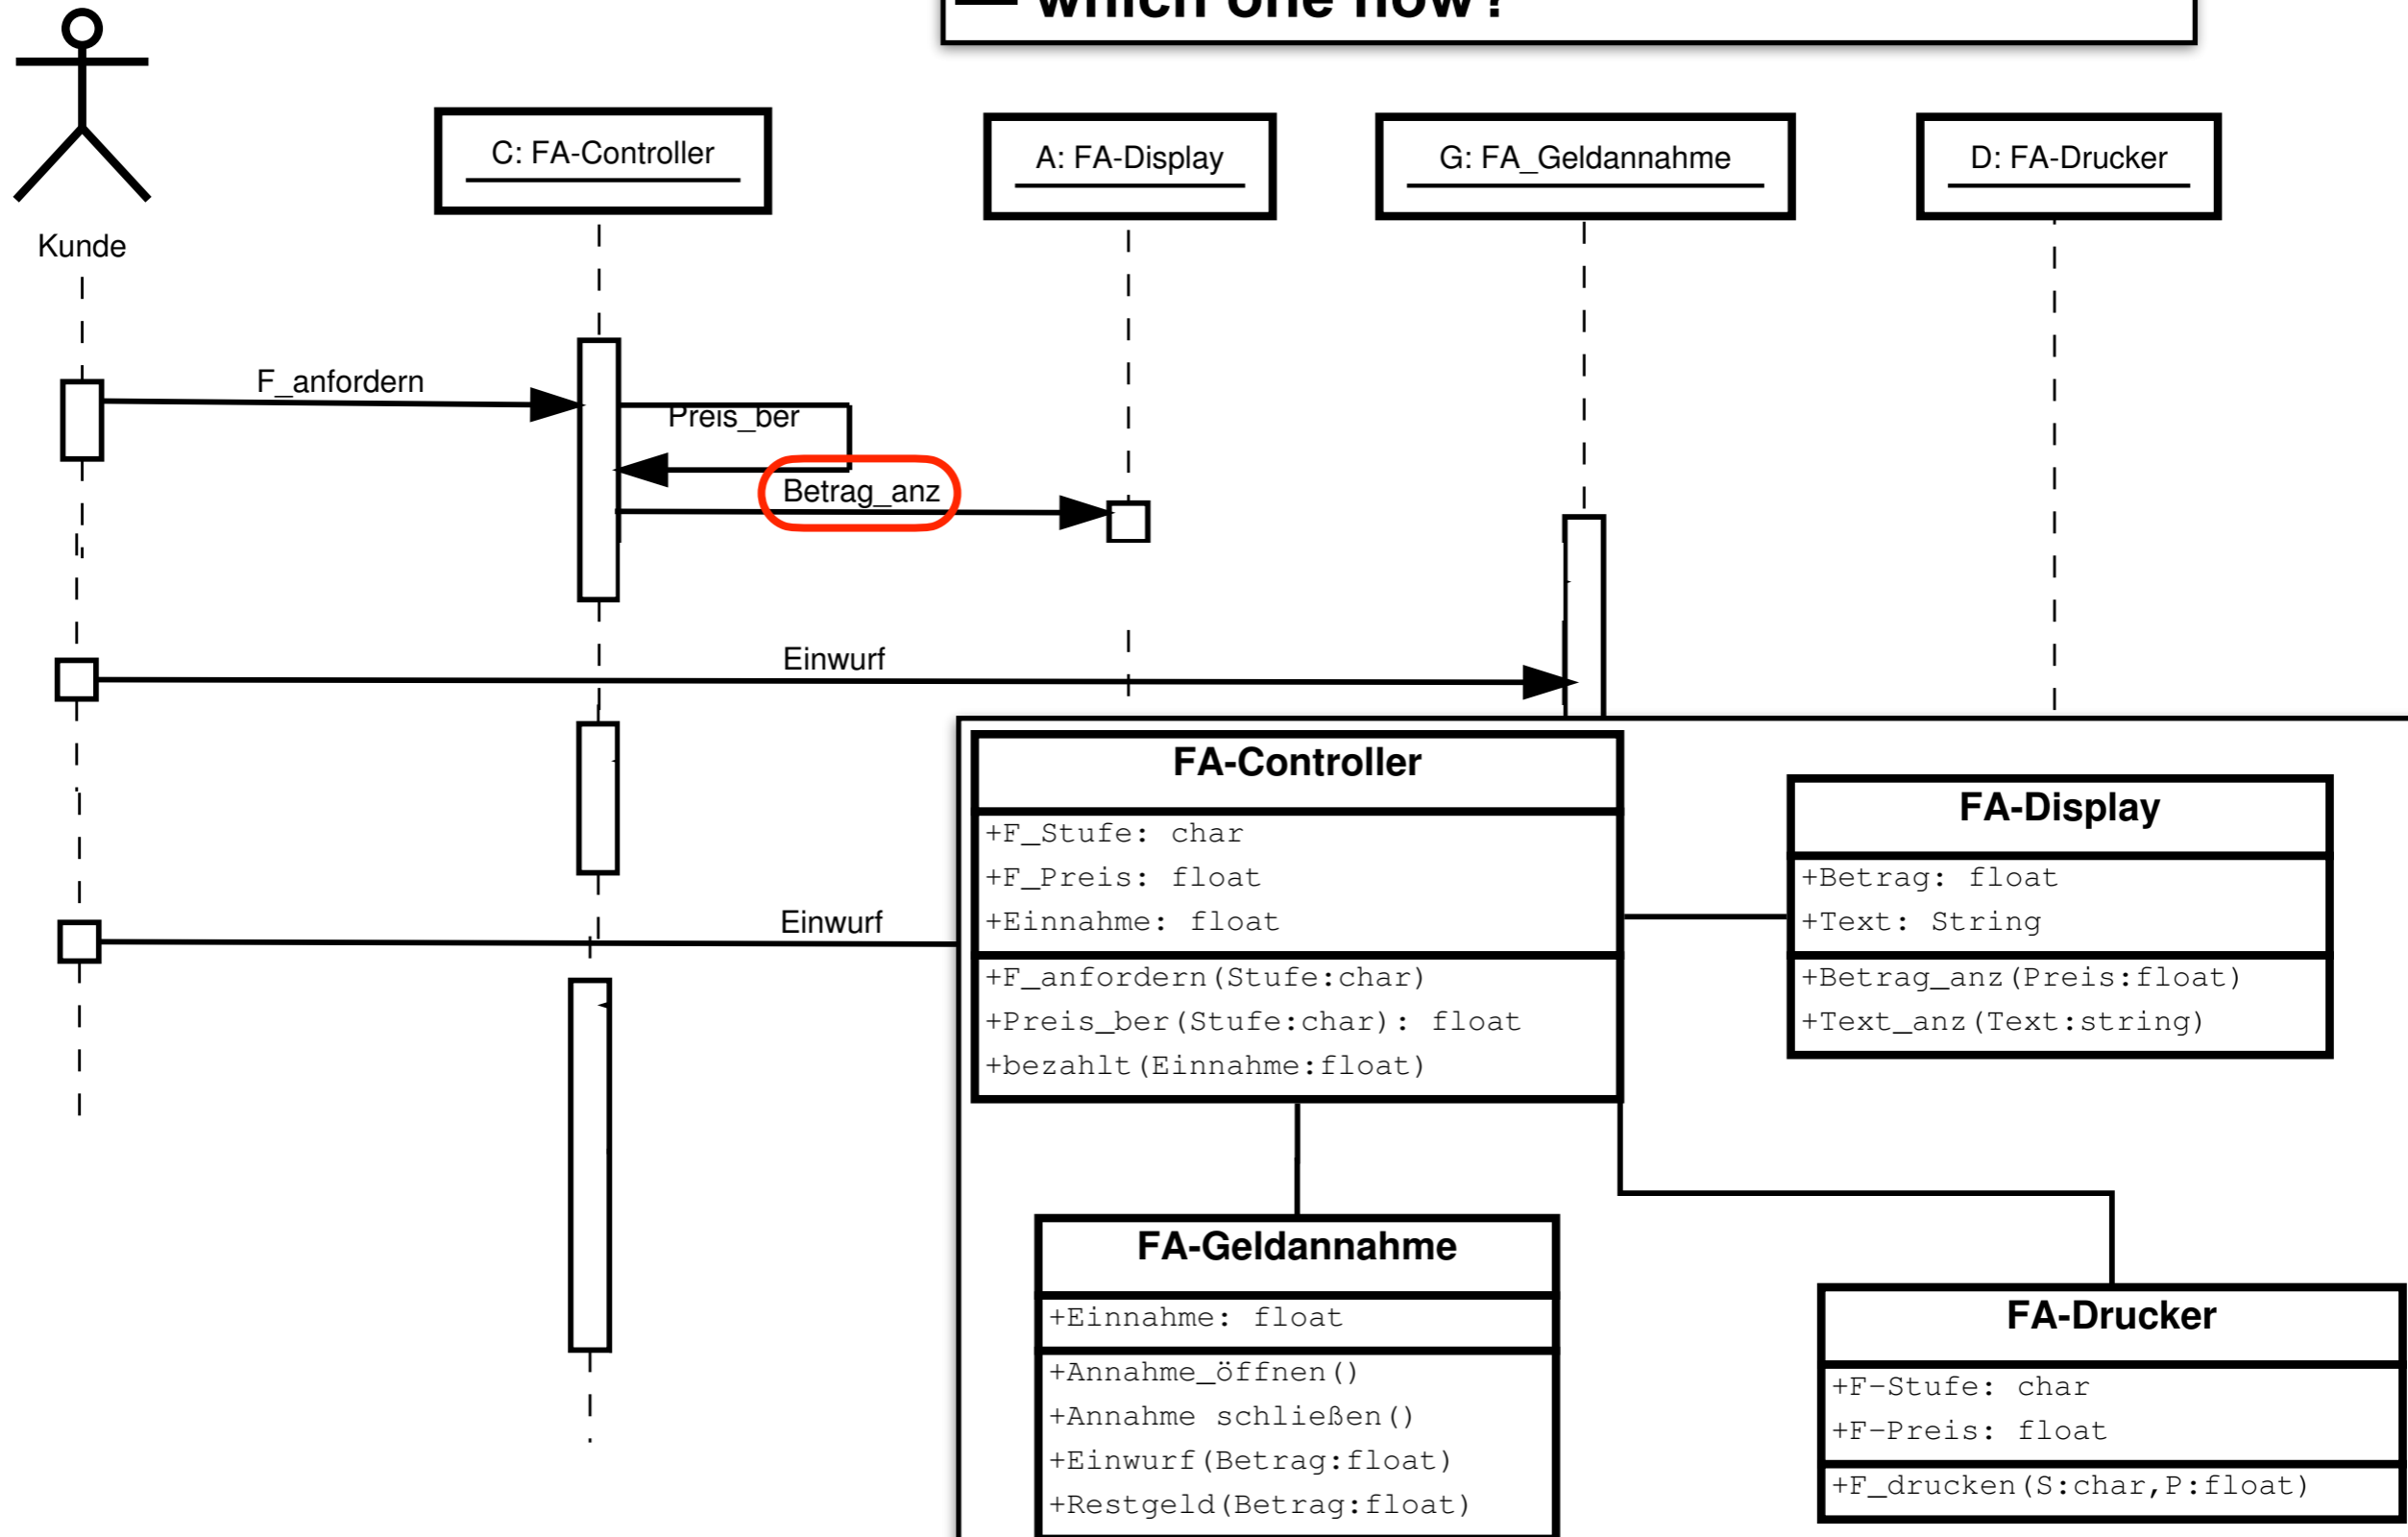 — which one now?
C: FA-Controller
A: FA-Display
G: FA_Geldannahme
D: FA-Drucker
Kunde
F_anfordern
Preis_ber
Betrag_anz
Einwurf
Einwurf
FA-Controller
+F_Stufe: char
+F_Preis: float
+Einnahme: float
+F_anfordern(Stufe:char)
+Preis_ber(Stufe:char): float
+bezahlt(Einnahme:float)
FA-Display
+Betrag: float
+Text: String
+Betrag_anz(Preis:float)
+Text_anz(Text:string)
FA-Geldannahme
+Einnahme: float
+Annahme_öffnen()
+Annahme schließen()
+Einwurf(Betrag:float)
+Restgeld(Betrag:float)
FA-Drucker
+F-Stufe: char
+F-Preis: float
+F_drucken(S:char,P:float)